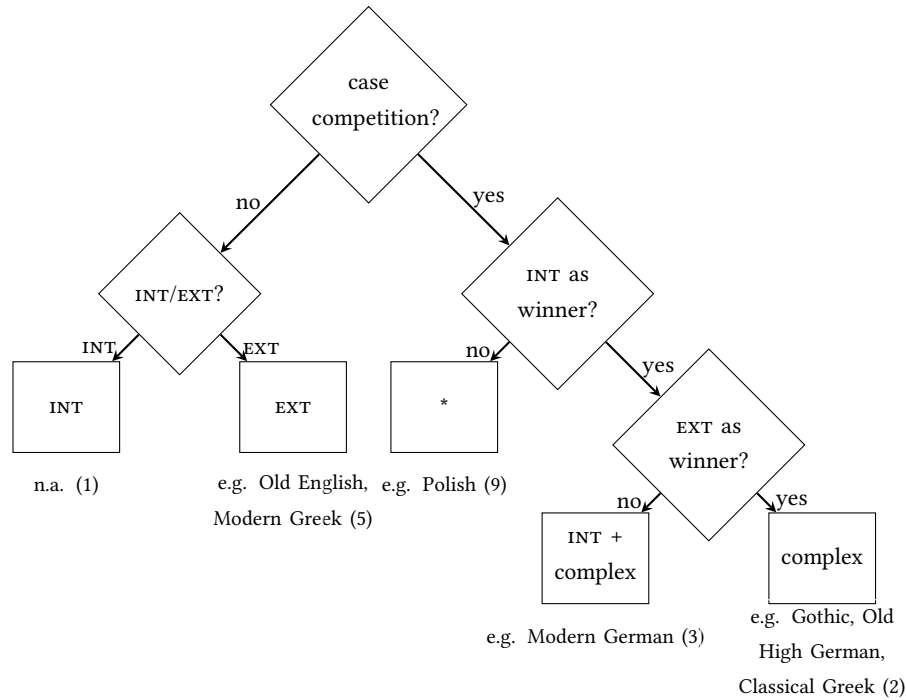 case
competition?
no
yes
INT/EXT?
INT as
winner?
INT
EXT
no
yes
INT
EXT
*
EXT as
winner?
n.a. (1)
e.g. Old English,
Modern Greek (5)
e.g. Polish (9)
no
yes
INT +
complex
complex
e.g. Modern German (3)
e.g. Gothic, Old
High German,
Classical Greek (2)